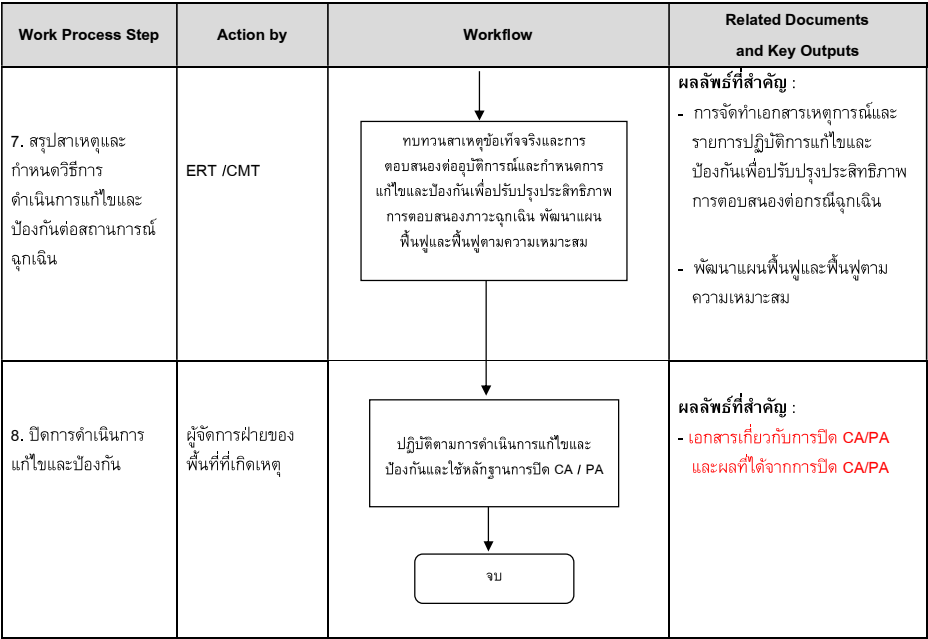 Work Process Step
Action by
Workflow
Related Documents
and Key Outputs
7. สรุปสาเหตุและ
กำหนดวิธีการ
ดำเนินการแก้ไขและ
ป้องกันต่อสถานการณ์
ฉุกเฉิน
ERT /CMT
ทบทวนสาเหตุข้อเท็จจริงและการ
ตอบสนองต่ออุบัติการณ์และกำหนดการ
แก้ไขและป้องกันเพื่อปรับปรุงประสิทธิภาพ
การตอบสนองภาวะฉุกเฉิน พัฒนาแผน
ฟื้นฟูและฟื้นฟูตามความเหมาะสม
ผลลัพธ์ที่สำคัญ :
- การจัดทำเอกสารเหตุการณ์และ
รายการปฏิบัติการแก้ไขและ
ป้องกันเพื่อปรับปรุงประสิทธิภาพ
การตอบสนองต่อกรณีฉุกเฉิน
- พัฒนาแผนฟื้นฟูและฟื้นฟูตาม
ความเหมาะสม
8. ปิดการดำเนินการ
แก้ไขและป้องกัน
ผู้จัดการฝ่ายของ
พื้นที่ที่เกิดเหตุ
ปฏิบัติตามการดำเนินการแก้ไขและ
ป้องกันและใช้หลักฐานการปิด CA / PA
จบ
ผลลัพธ์ที่สำคัญ :
- เอกสารเกี่ยวกับการปิด CA/PA
และผลที่ได้จากการปิด CA/PA